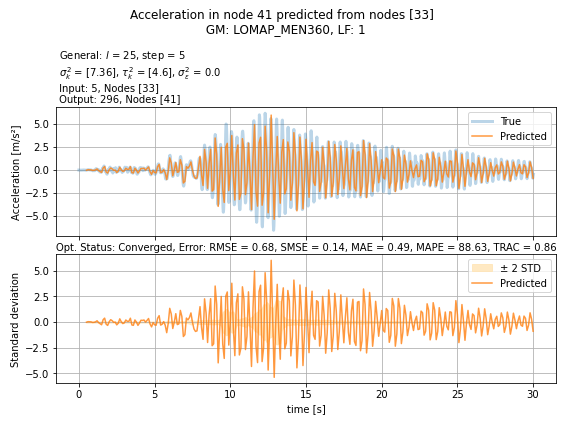 Acceleration in node 41 predicted from nodes [33]
GM: LOMAP_MEN360, LF: 1
General: l = 25, step = 5
σ²ₖ = [7.36], τ²ₖ = [4.6], σ²ε = 0.0
Input: 5, Nodes [33]
Output: 296, Nodes [41]
Acceleration [m/s²]
5.0
2.5
0.0
−2.5
−5.0
True
Predicted
Opt. Status: Converged, Error: RMSE = 0.68, SMSE = 0.14, MAE = 0.49, MAPE = 88.63, TRAC = 0.86
Standard deviation
5.0
2.5
0.0
−2.5
−5.0
± 2 STD
Predicted
0 5 10 15 20 25 30
time [s]